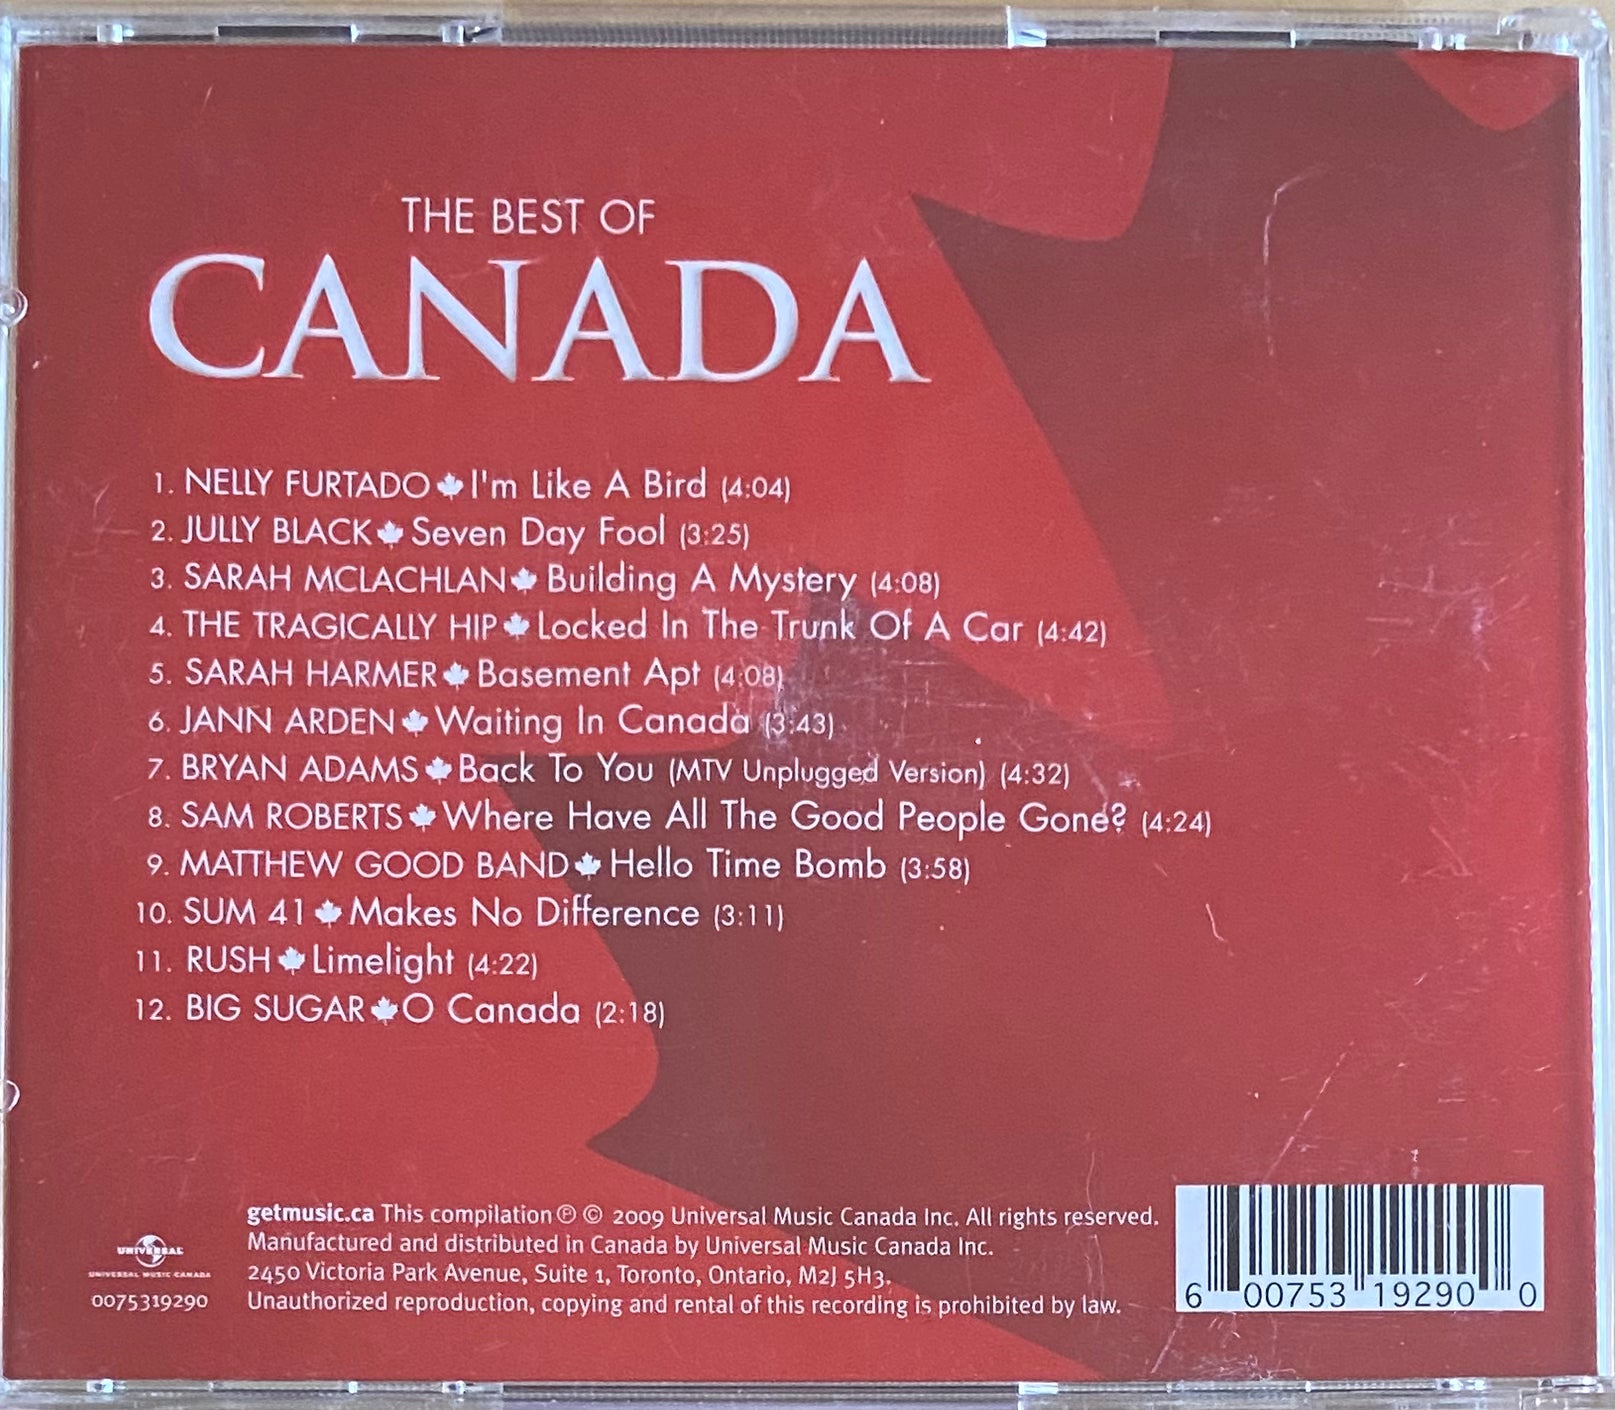 THE BEST OF
CANADA
1. NELLY FURTADO I'm Like A Bird (4:04)
2. JULLY BLACK Seven Day Fool (3:25)
3. SARAH MCLACHLAN Building A Mystery (4:08)
4. THE TRAGICALLY HIP Locked In The Trunk Of A Car (4:42)
5. SARAH HARMER Basement Apt (4:08)
6. JANN ARDEN Waiting In Canada (3:43)
7. BRYAN ADAMS Back To You (MTV Unplugged Version) (4:32)
8. SAM ROBERTS Where Have All The Good People Gone? (4:24)
9. MATTHEW GOOD BAND Hello Time Bomb (3:58)
10. SUM 41 Makes No Difference (3:11)
11. RUSH Limelight (4:22)
12. BIG SUGAR O Canada (2:18)
UNIVERSAL
UNIVERSAL MUSIC CANADA
0075319290
getmusic.ca This compilation ℗ © 2009 Universal Music Canada Inc. All rights reserved.
Manufactured and distributed in Canada by Universal Music Canada Inc.
2450 Victoria Park Avenue, Suite 1, Toronto, Ontario, M2J 5H3.
Unauthorized reproduction, copying and rental of this recording is prohibited by law.
6 00753 19290 0